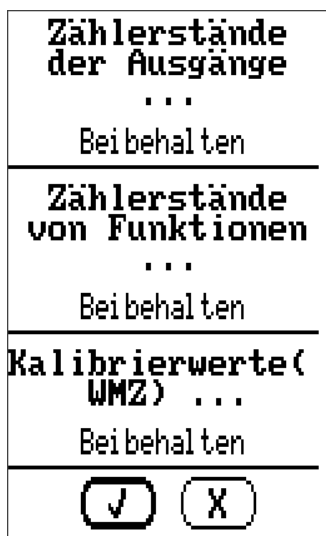 Zählerstände
der Ausgänge
...
Beibehalten
Zählerstände
von Funktionen
...
Beibehalten
Kalibrierwerte(
WMZ) ...
Beibehalten
√ X